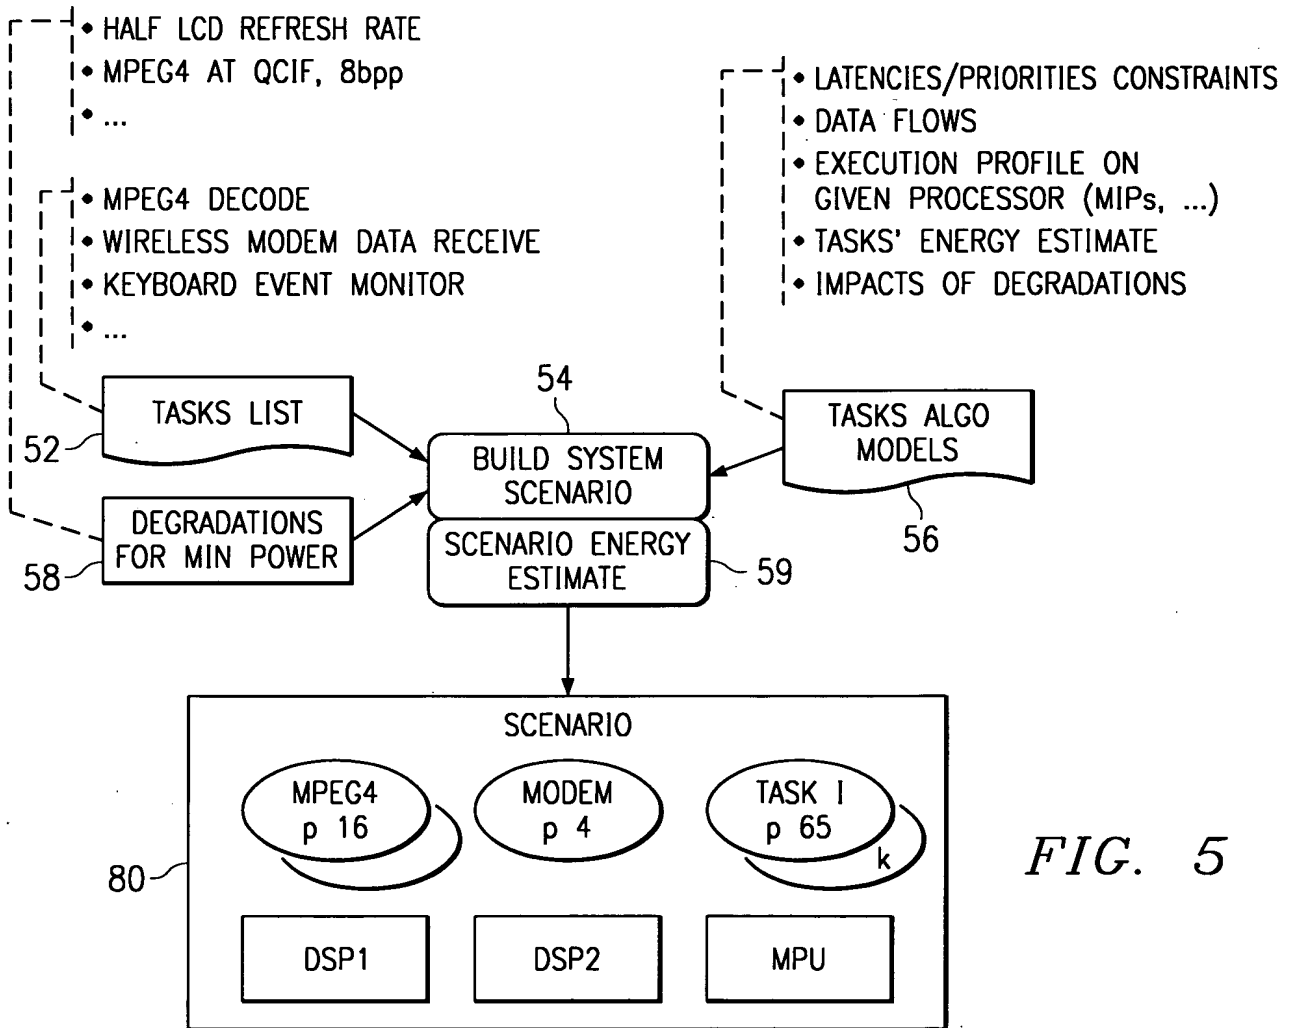 • HALF LCD REFRESH RATE
• MPEG4 AT QCIF, 8bpp
• ...
• LATENCIES/PRIORITIES CONSTRAINTS
• DATA FLOWS
• EXECUTION PROFILE ON
GIVEN PROCESSOR (MIPs, ...)
• TASKS' ENERGY ESTIMATE
• IMPACTS OF DEGRADATIONS
• MPEG4 DECODE
• WIRELESS MODEM DATA RECEIVE
• KEYBOARD EVENT MONITOR
• ...
TASKS LIST
52
DEGRADATIONS
FOR MIN POWER
58
54
BUILD SYSTEM
SCENARIO
SCENARIO ENERGY
ESTIMATE
59
TASKS ALGO
MODELS
56
SCENARIO
MPEG4
p 16
MODEM
p 4
TASK I
p 65
k
80
DSP1
DSP2
MPU
FIG. 5